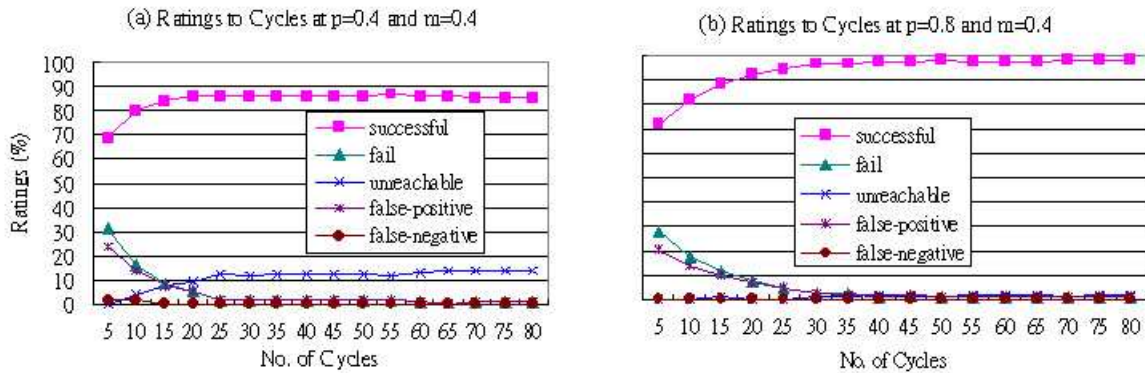 (a) Ratings to Cycles at p=0.4 and m=0.4
Ratings (%)
100
90
80
70
60
50
40
30
20
10
0
successful
fail
unreachable
false-positive
false-negative
5 10 15 20 25 30 35 40 45 50 55 60 65 70 75 80
No. of Cycles
(b) Ratings to Cycles at p=0.8 and m=0.4
successful
fail
unreachable
false-positive
false-negative
5 10 15 20 25 30 35 40 45 50 55 60 65 70 75 80
No. of Cycles